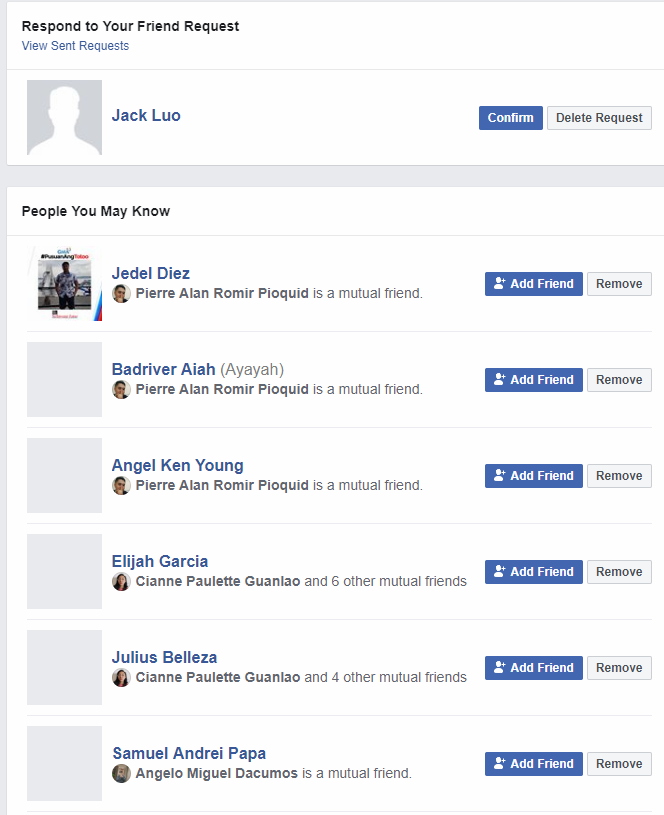 Respond to Your Friend Request
View Sent Requests
Jack Luo
Confirm
Delete Request
People You May Know
GMA
#PusuanAngTotoo
Jedel Diez
Pierre Alan Romir Pioquid is a mutual friend.
Add Friend
Remove
Badriver Aiah (Ayayah)
Pierre Alan Romir Pioquid is a mutual friend.
Add Friend
Remove
Angel Ken Young
Pierre Alan Romir Pioquid is a mutual friend.
Add Friend
Remove
Elijah Garcia
Cianne Paulette Guanlao and 6 other mutual friends
Add Friend
Remove
Julius Belleza
Cianne Paulette Guanlao and 4 other mutual friends
Add Friend
Remove
Samuel Andrei Papa
Angelo Miguel Dacumos is a mutual friend.
Add Friend
Remove